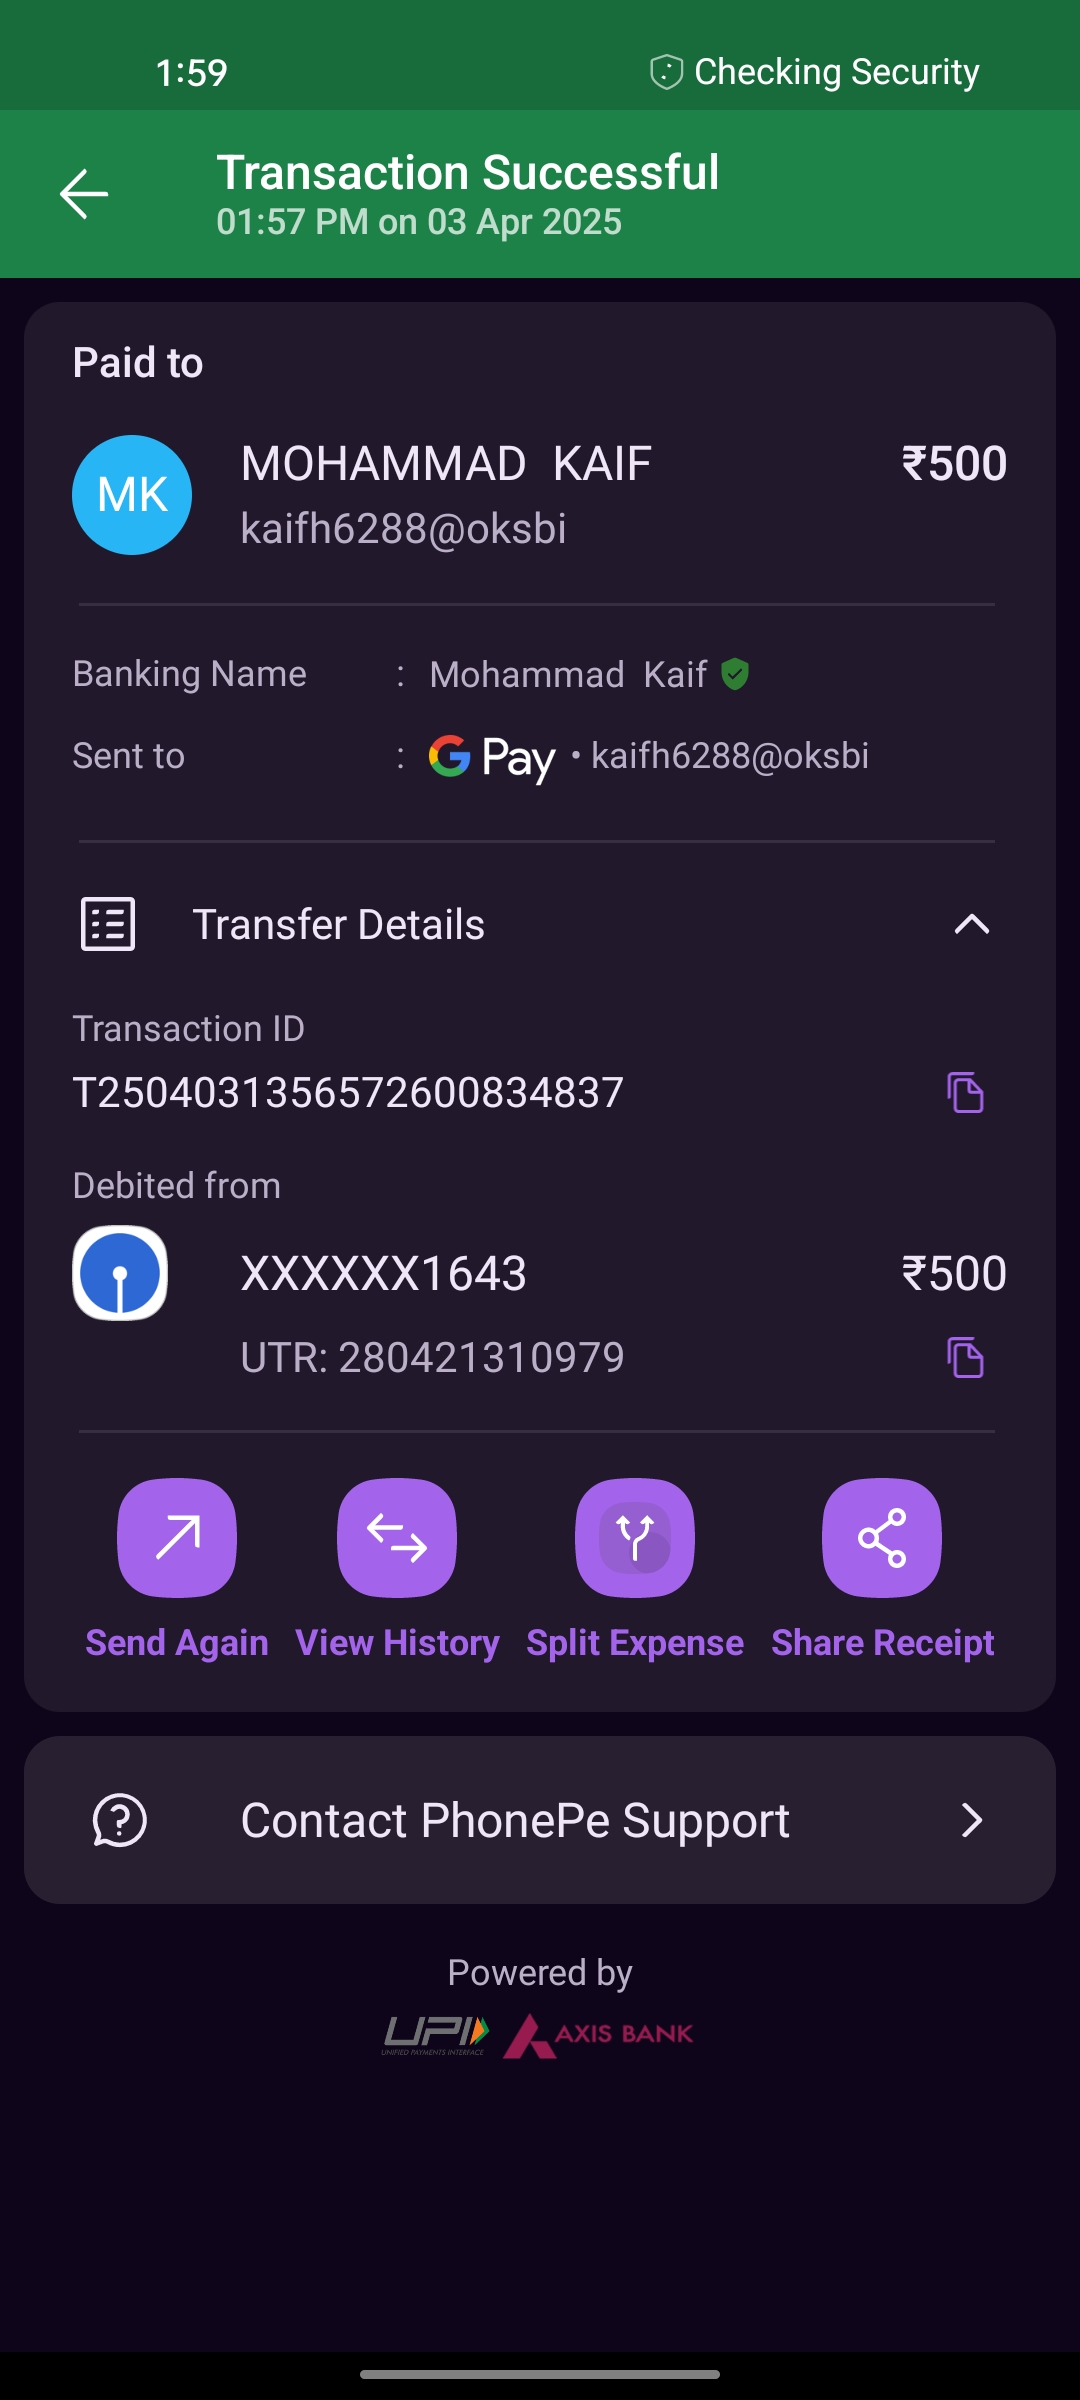 1:59
Checking Security
Transaction Successful
01:57 PM on 03 Apr 2025
Paid to
MK
MOHAMMAD  KAIF
₹500
kaifh6288@oksbi
Banking Name : Mohammad  Kaif
Sent to : G Pay • kaifh6288@oksbi
Transfer Details
Transaction ID
T2504031356572600834837
Debited from
XXXXXX1643
₹500
UTR: 280421310979
Send Again
View History
Split Expense
Share Receipt
Contact PhonePe Support
Powered by
UPI
UNIFIED PAYMENTS INTERFACE
AXIS BANK